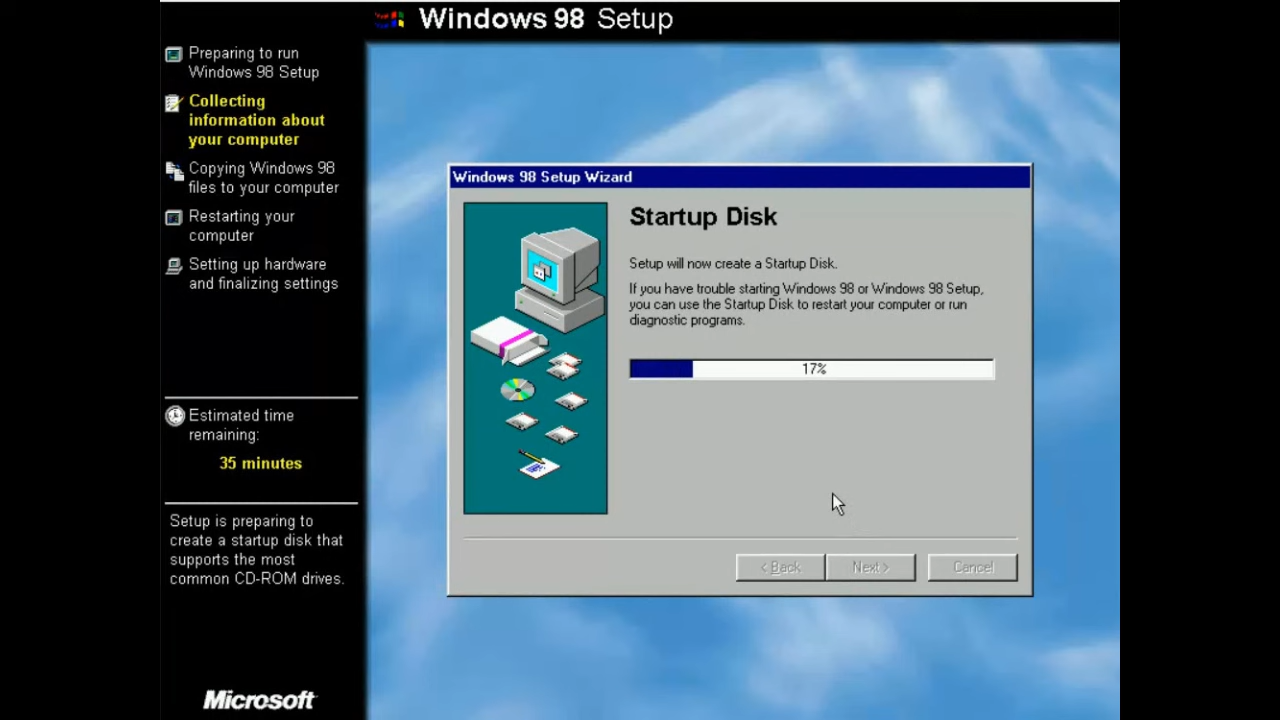 Windows 98 Setup
Preparing to run
Windows 98 Setup
Collecting
information about
your computer
Copying Windows 98
files to your computer
Restarting your
computer
Setting up hardware
and finalizing settings
Estimated time
remaining:
35 minutes
Setup is preparing to
create a startup disk that
supports the most
common CD-ROM drives.
Microsoft
Windows 98 Setup Wizard
Startup Disk
Setup will now create a Startup Disk.
If you have trouble starting Windows 98 or Windows 98 Setup,
you can use the Startup Disk to restart your computer or run
diagnostic programs.
17%
< Back Next > Cancel